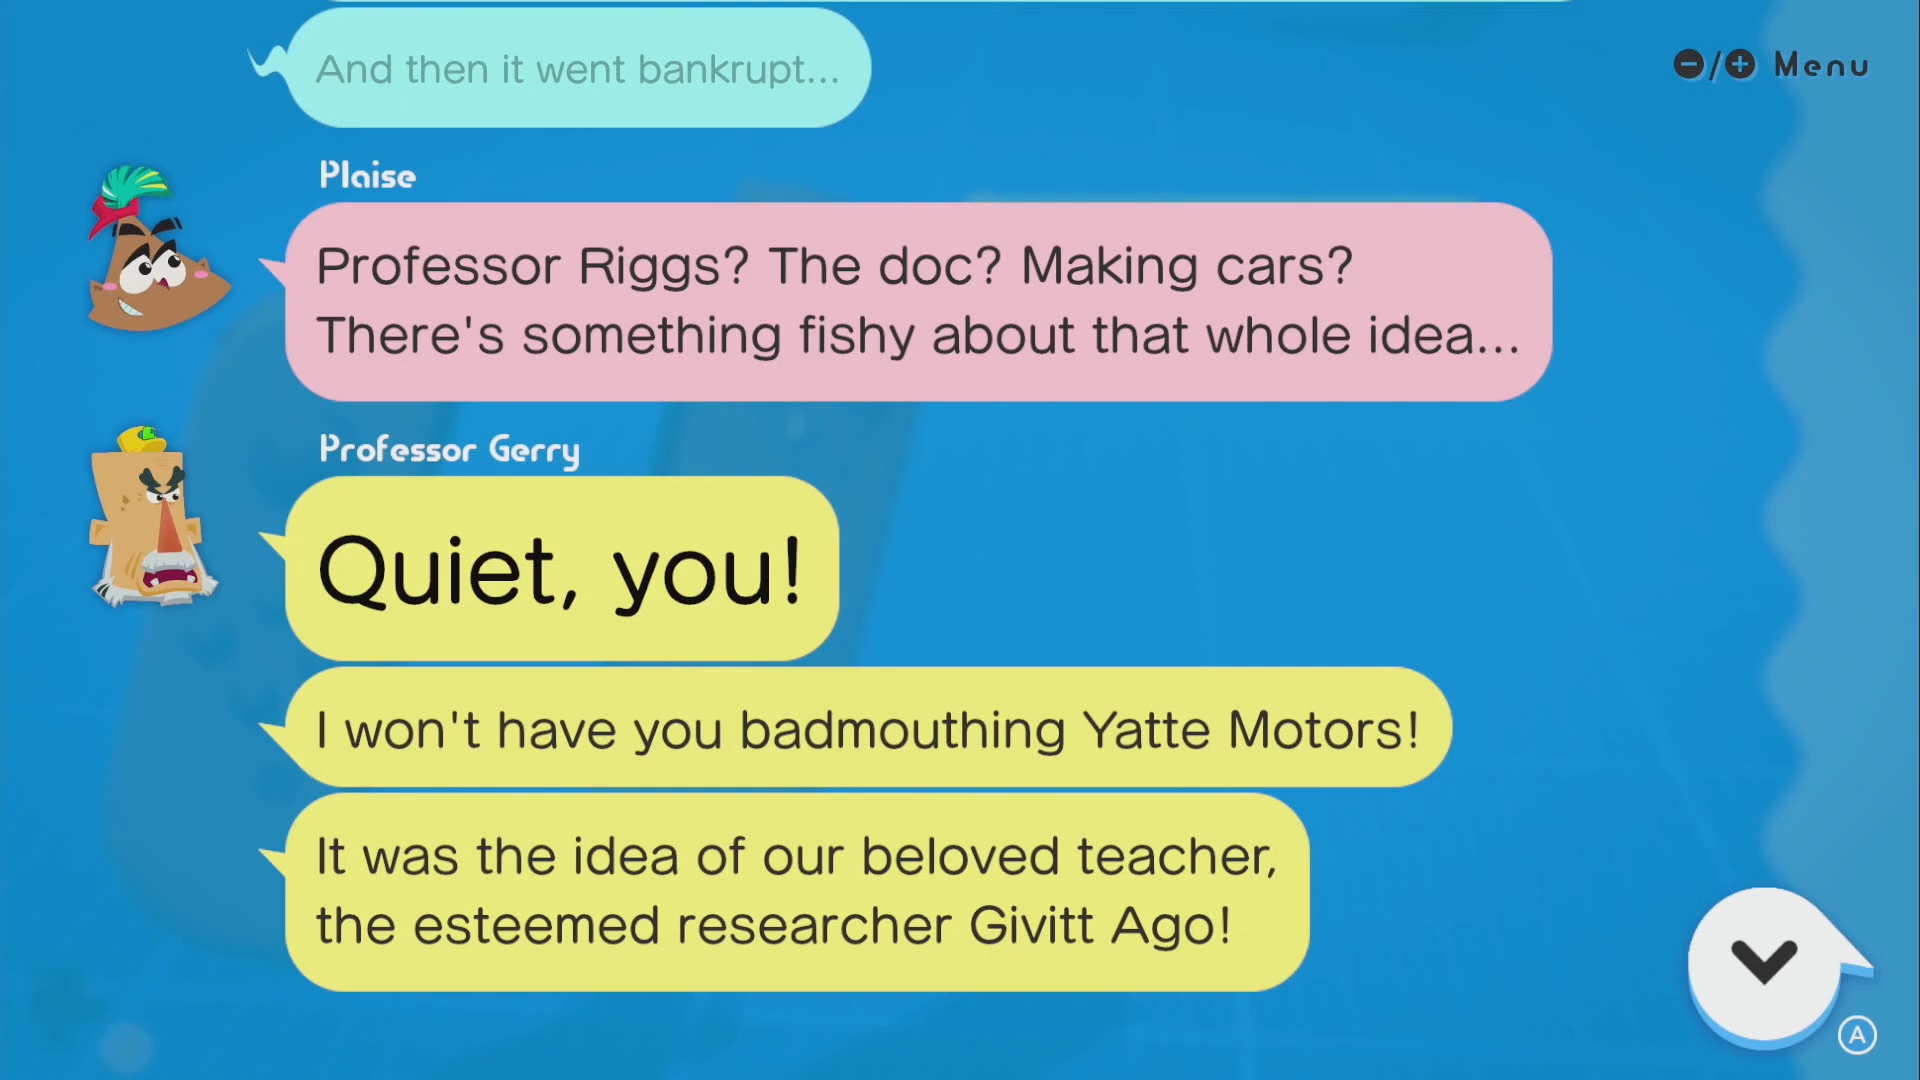 And then it went bankrupt...
−/+ Menu
Plaise
Professor Riggs? The doc? Making cars?
There's something fishy about that whole idea...
Professor Gerry
Quiet, you!
I won't have you badmouthing Yatte Motors!
It was the idea of our beloved teacher,
the esteemed researcher Givitt Ago!
A